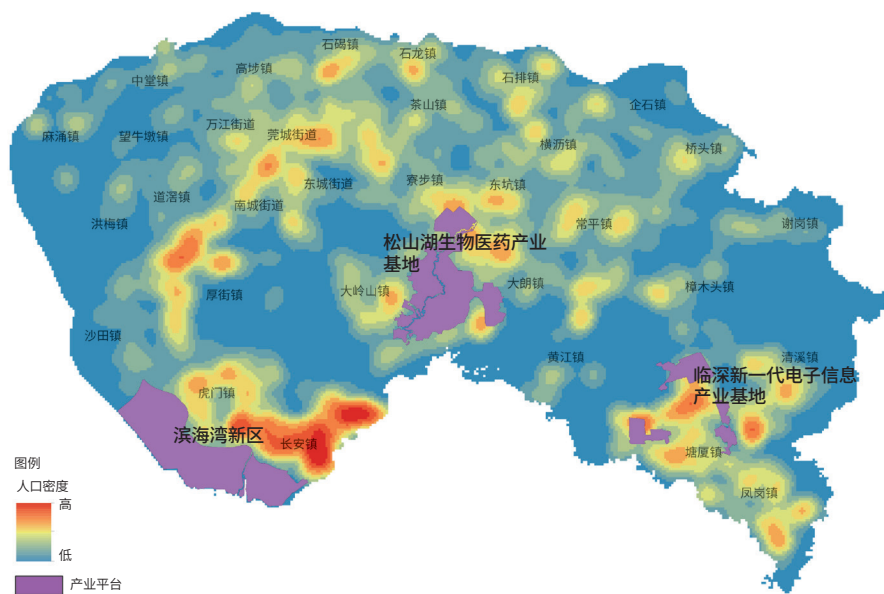 石碣镇
石龙镇
高埗镇
中堂镇
石排镇
茶山镇
企石镇
万江街道
莞城街道
麻涌镇
望牛墩镇
横沥镇
桥头镇
寮步镇
东坑镇
东城街道
道滘镇
南城街道
洪梅镇
常平镇
谢岗镇
松山湖生物医药产业
基地
厚街镇
大岭山镇
大朗镇
樟木头镇
沙田镇
黄江镇
清溪镇
临深新一代电子信息
产业基地
虎门镇
滨海湾新区
长安镇
塘厦镇
凤岗镇
图例
人口密度
高
低
产业平台